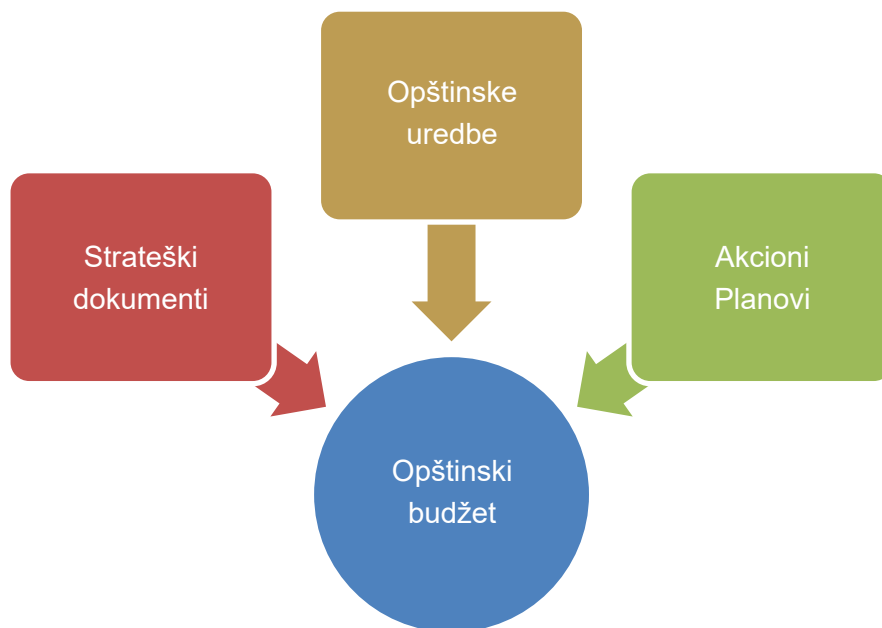 Opštinske
uredbe
Strateški
dokumenti
Akcioni
Planovi
Opštinski
budžet